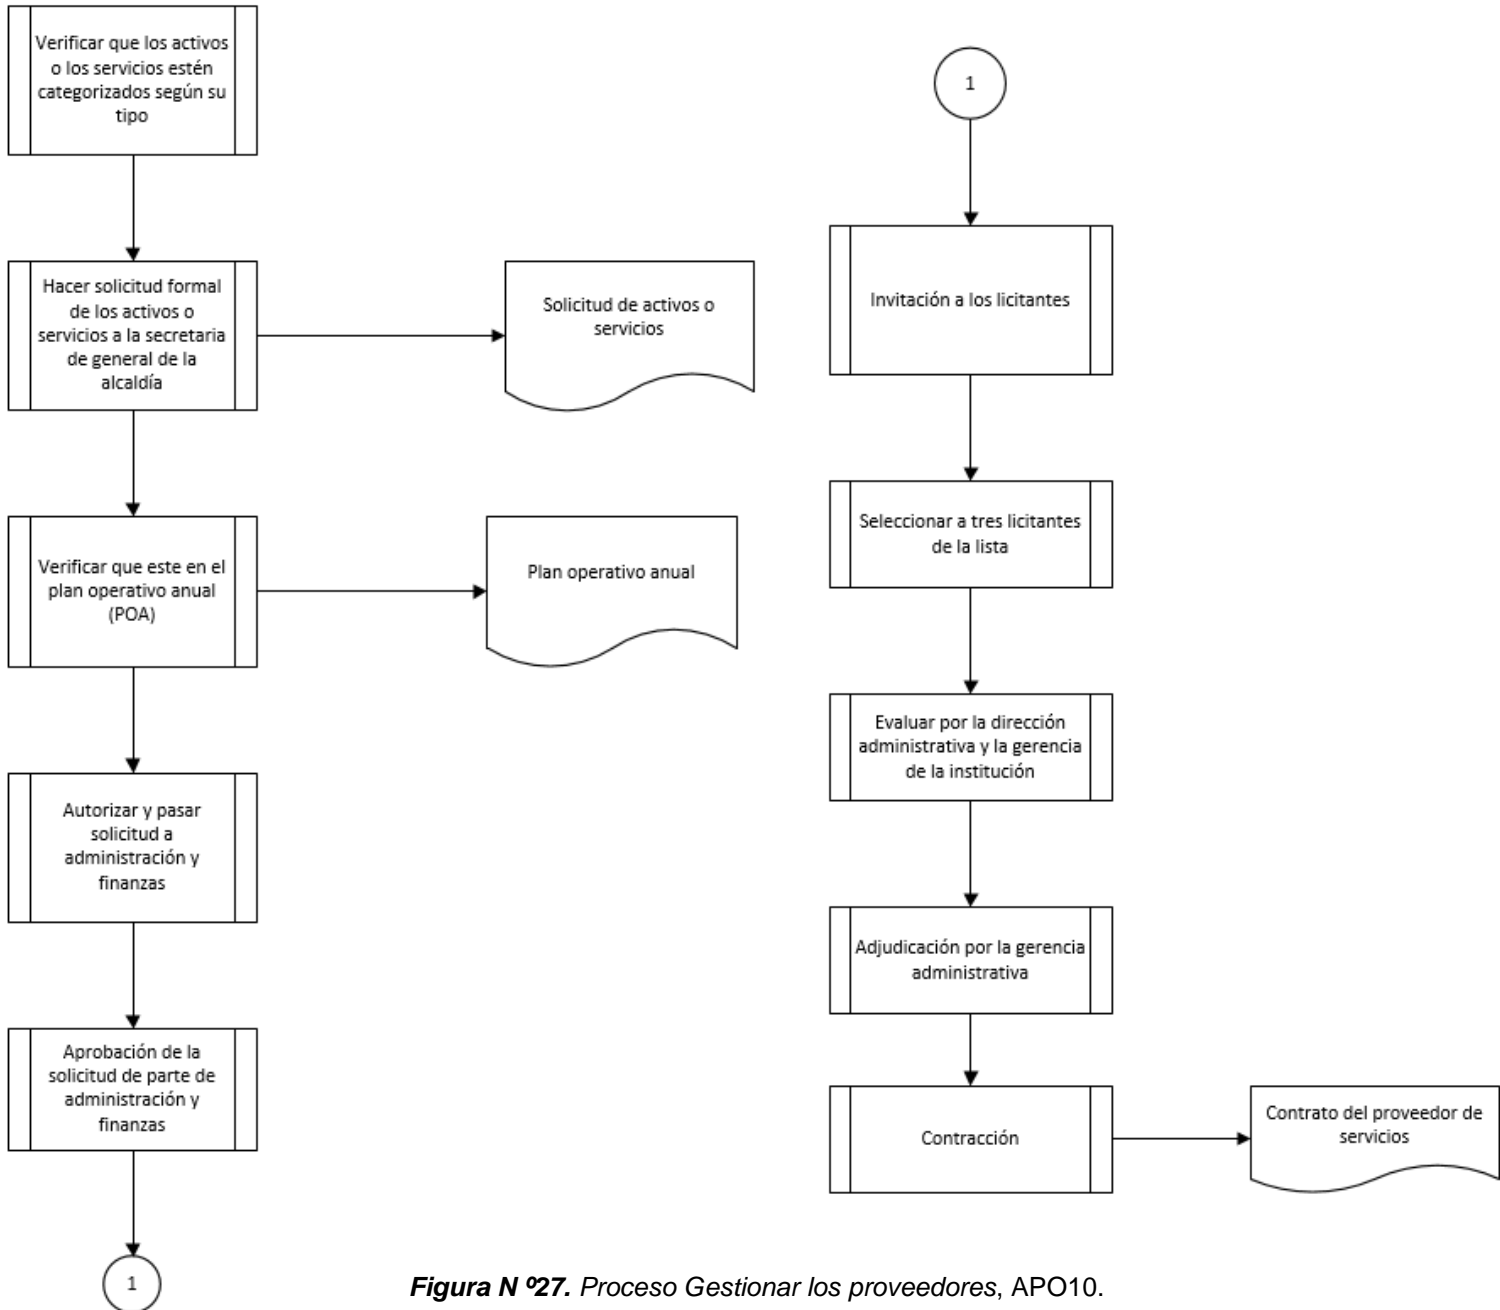 Verificar que los activos
o los servicios estén
categorizados según su
tipo
Hacer solicitud formal
de los activos o
servicios a la secretaria
de general de la
alcaldía
Solicitud de activos o
servicios
Verificar que este en el
plan operativo anual
(POA)
Plan operativo anual
Autorizar y pasar
solicitud a
administración y
finanzas
Aprobación de la
solicitud de parte de
administración y
finanzas
1
1
Invitación a los licitantes
Seleccionar a tres licitantes
de la lista
Evaluar por la dirección
administrativa y la gerencia
de la institución
Adjudicación por la gerencia
administrativa
Contracción
Contrato del proveedor de
servicios
Figura N º27. Proceso Gestionar los proveedores, APO10.